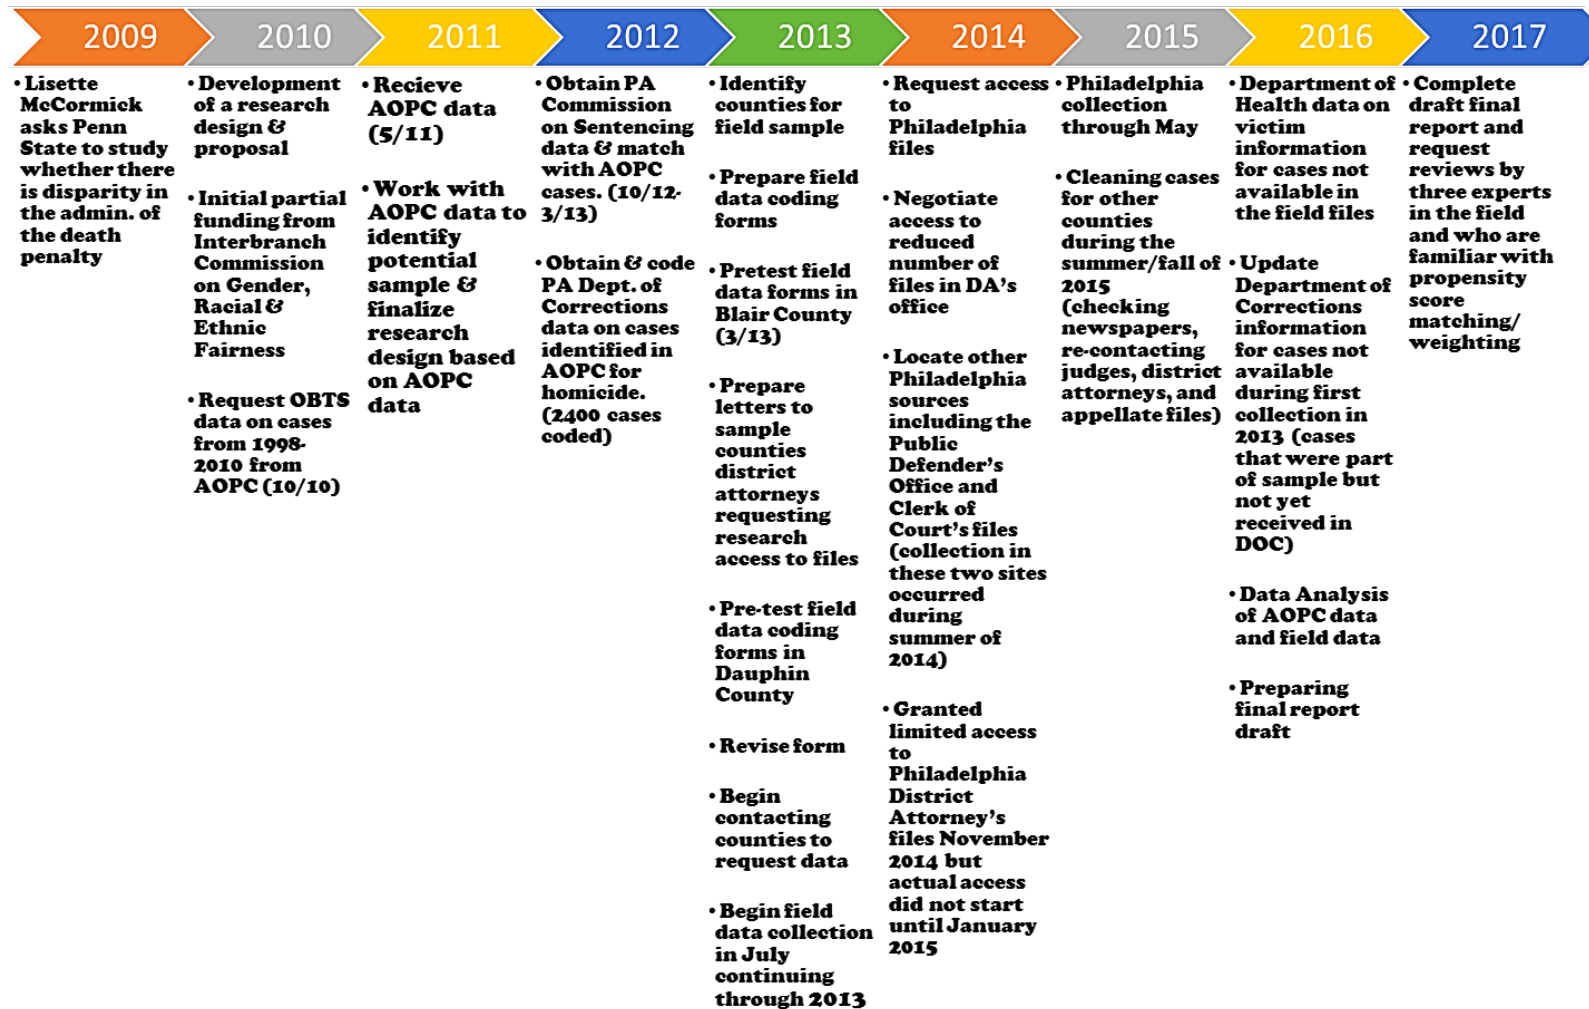 2009
2010
2011
2012
2013
2014
2015
2016
2017
• Lisette
McCormick
asks Penn
State to study
whether there
is disparity in
the admin. of
the death
penalty
• Development
of a research
design &
proposal
• Initial partial
funding from
Interbranch
Commission
on Gender,
Racial &
Ethnic
Fairness
• Request OBTS
data on cases
from 1998-
2010 from
AOPC (10/10)
• Recieve
AOPC data
(5/11)
• Work with
AOPC data to
identify
potential
sample &
finalize
research
design based
on AOPC
data
• Obtain PA
Commission
on Sentencing
data & match
with AOPC
cases. (10/12-
3/13)
• Obtain & code
PA Dept. of
Corrections
data on cases
identified in
AOPC for
homicide.
(2400 cases
coded)
• Identify
counties for
field sample
• Prepare field
data coding
forms
• Pretest field
data forms in
Blair County
(3/13)
• Prepare
letters to
sample
counties
district
attorneys
requesting
research
access to files
• Pre-test field
data coding
forms in
Dauphin
County
• Revise form
• Begin
contacting
counties to
request data
• Begin field
data collection
in July
continuing
through 2013
• Request access
to
Philadelphia
files
• Negotiate
access to
reduced
number of
files in DA's
office
• Locate other
Philadelphia
sources
including the
Public
Defender's
Office and
Clerk of
Court's files
(collection in
these two sites
occurred
during
summer of
2014)
• Granted
limited access
to
Philadelphia
District
Attorney's
files November
2014 but
actual access
did not start
until January
2015
• Philadelphia
collection
through May
• Cleaning cases
for other
counties
during the
summer/fall of
2015
(checking
newspapers,
re-contacting
judges, district
attorneys, and
appellate files)
• Department of
Health data on
victim
information
for cases not
available in
the field files
• Update
Department of
Corrections
information
for cases not
available
during first
collection in
2013 (cases
that were part
of sample but
not yet
received in
DOC)
• Data Analysis
of AOPC data
and field data
• Preparing
final report
draft
• Complete
draft final
report and
request
reviews by
three experts
in the field
and who are
familiar with
propensity
score
matching/
weighting